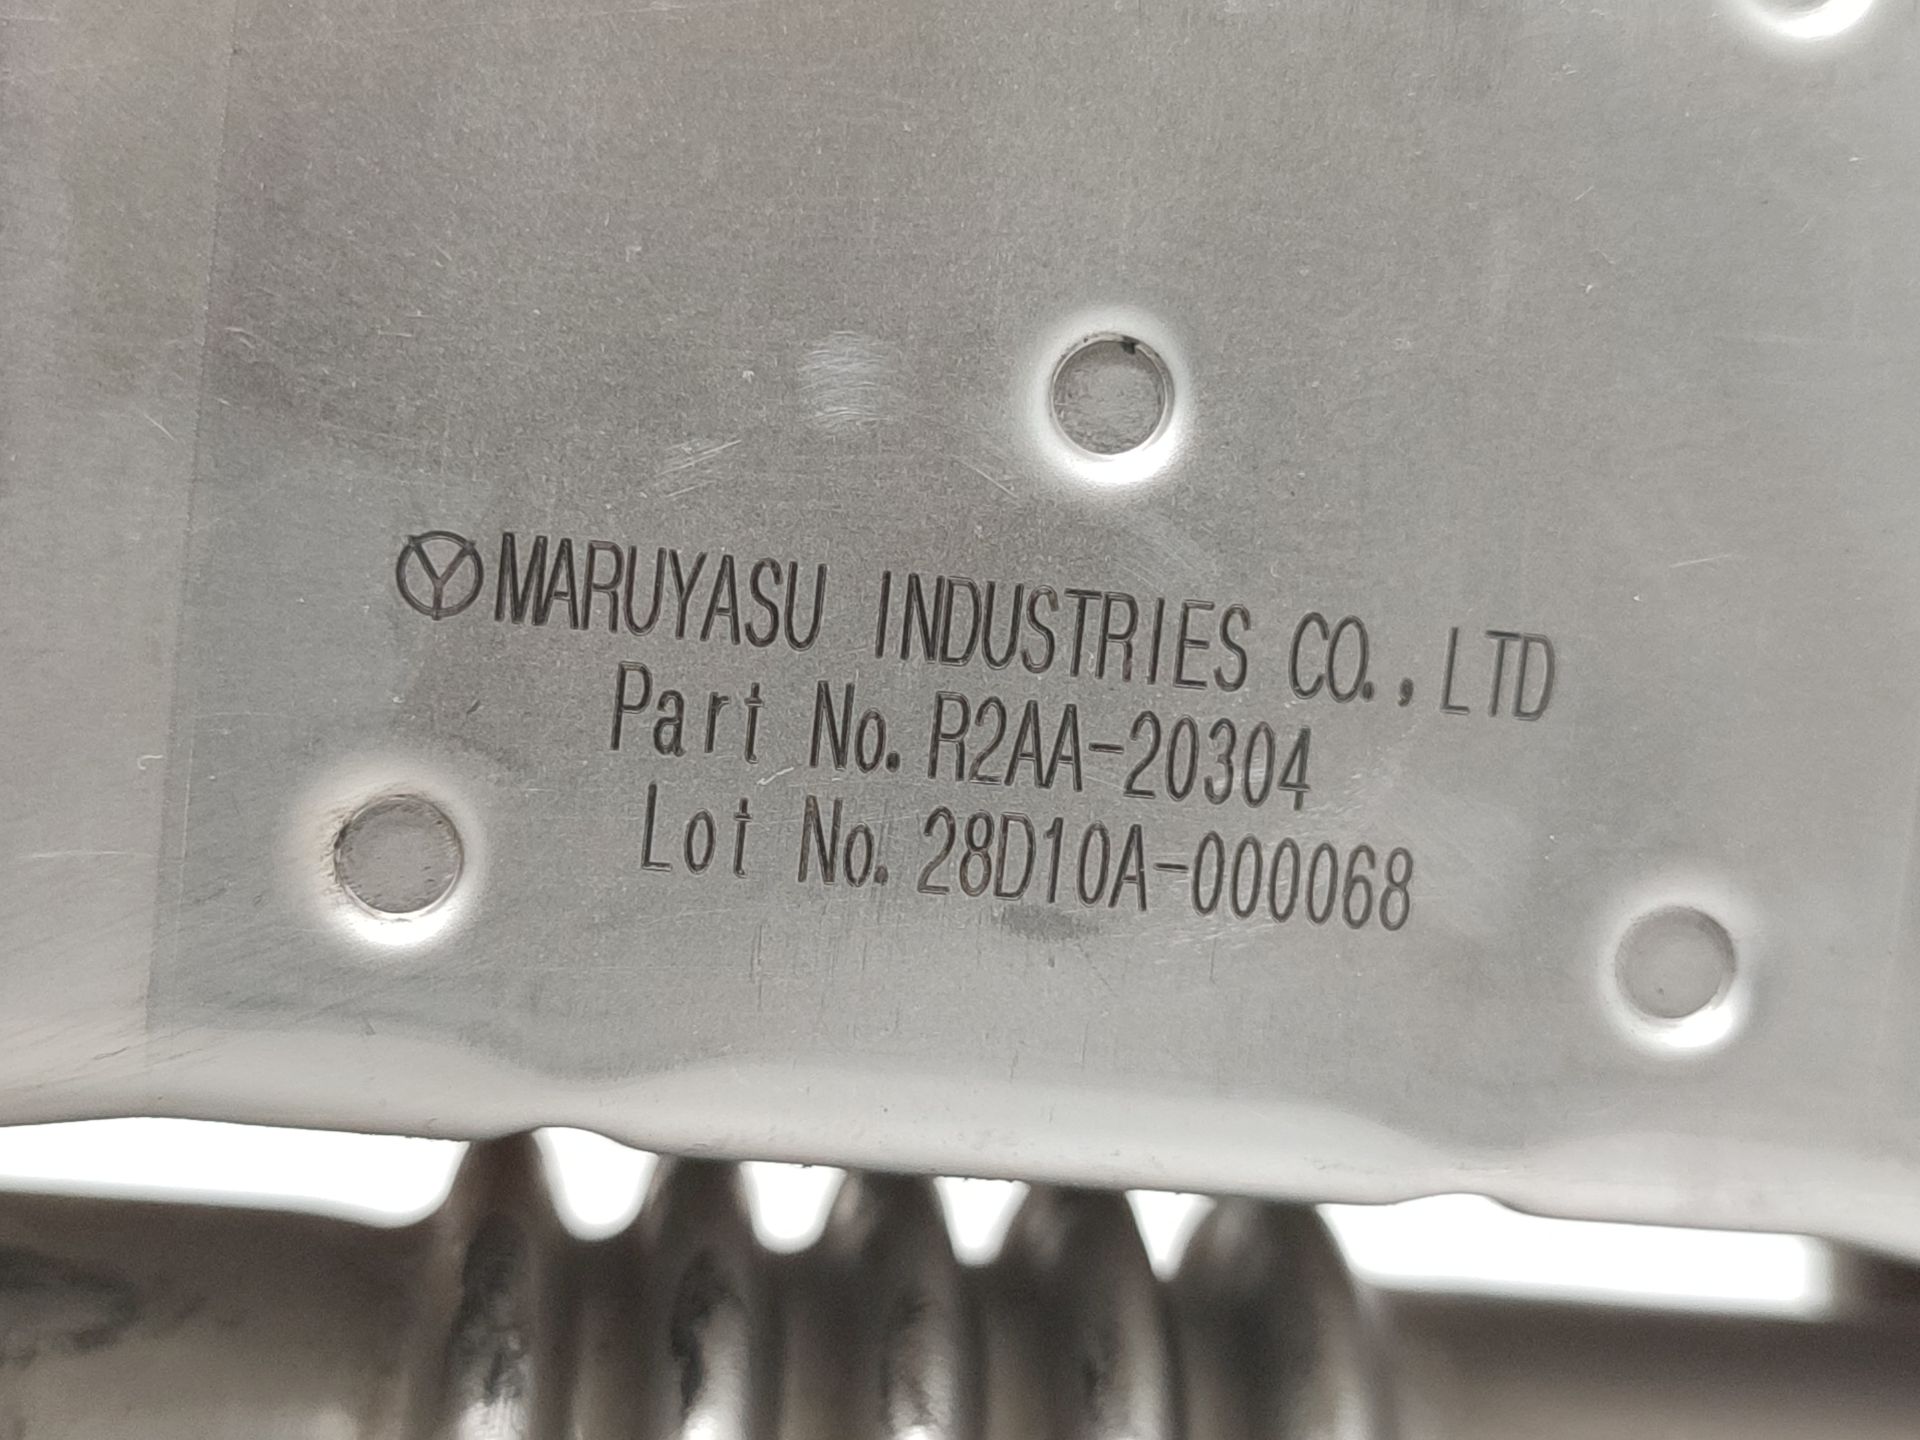 MARUYASU INDUSTRIES CO.,LTD
Part No. R2AA-20304
Lot No. 28D10A-000068